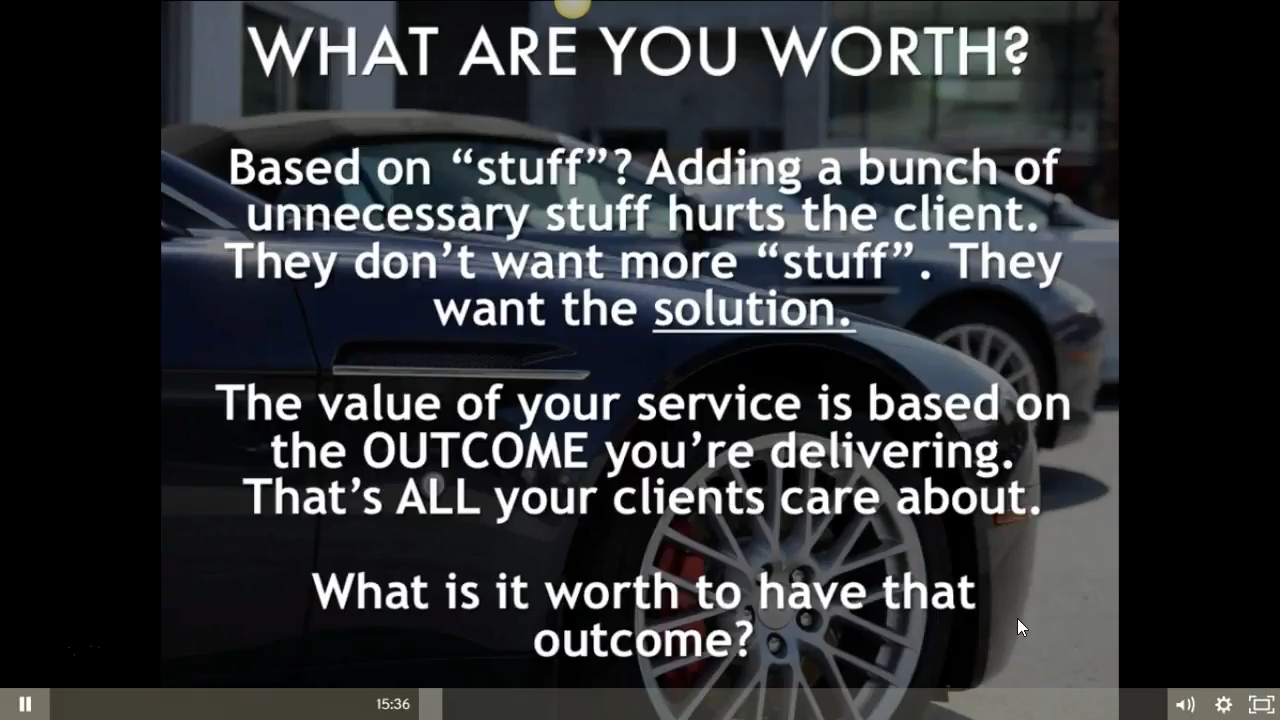 WHAT ARE YOU WORTH?
Based on “stuff”? Adding a bunch of
unnecessary stuff hurts the client.
They don’t want more “stuff”. They
want the solution.
The value of your service is based on
the OUTCOME you’re delivering.
That’s ALL your clients care about.
What is it worth to have that
outcome?
15:36